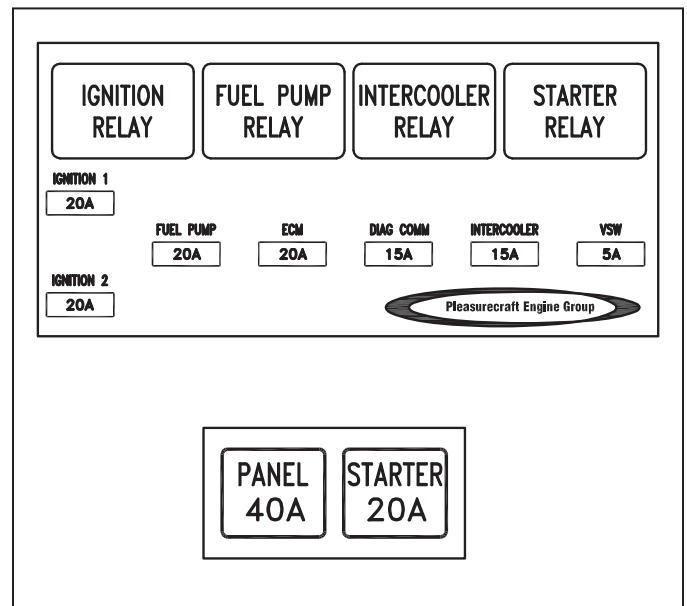 IGNITION
RELAY
FUEL PUMP
RELAY
INTERCOOLER
RELAY
STARTER
RELAY
IGNITION 1
20A
FUEL PUMP
20A
ECM
20A
DIAG COMM
15A
INTERCOOLER
15A
VSW
5A
IGNITION 2
20A
Pleasurecraft Engine Group
PANEL
40A
STARTER
20A